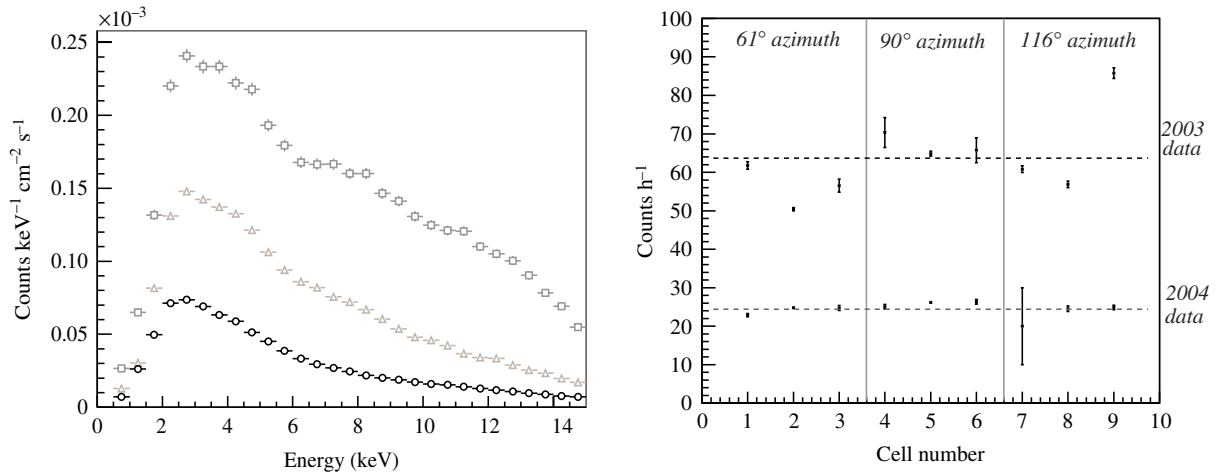 ×10⁻³
0.25
0.20
0.15
0.10
0.05
0
0 2 4 6 8 10 12 14
Energy (keV)
Counts keV⁻¹ cm⁻² s⁻¹
100
90
80
70
60
50
40
30
20
10
0
0 1 2 3 4 5 6 7 8 9 10
Cell number
Counts h⁻¹
61° azimuth
90° azimuth
116° azimuth
2003
data
2004
data